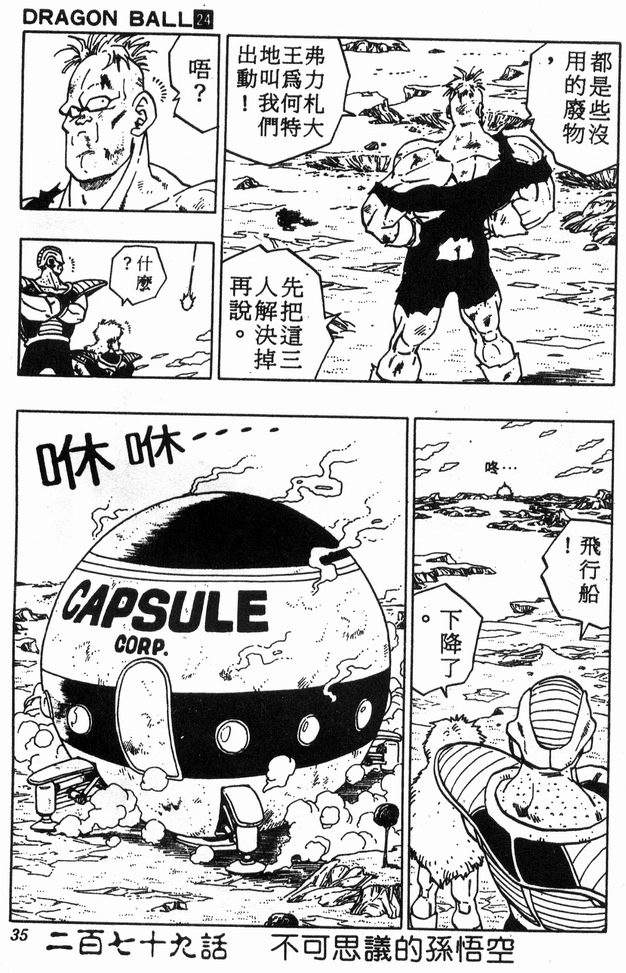 DRAGON BALL 24
都是些沒
用的廢物
，
弗力札大
王爲何特
地叫我們
出動！
先把這三
人解決掉
再說。
唔？
什麼
？
咚…
飛行船
！
下降了
。
咻咻‥‥‥
CAPSULE
CORP.
35
二百七十九話 不可思議的孫悟空